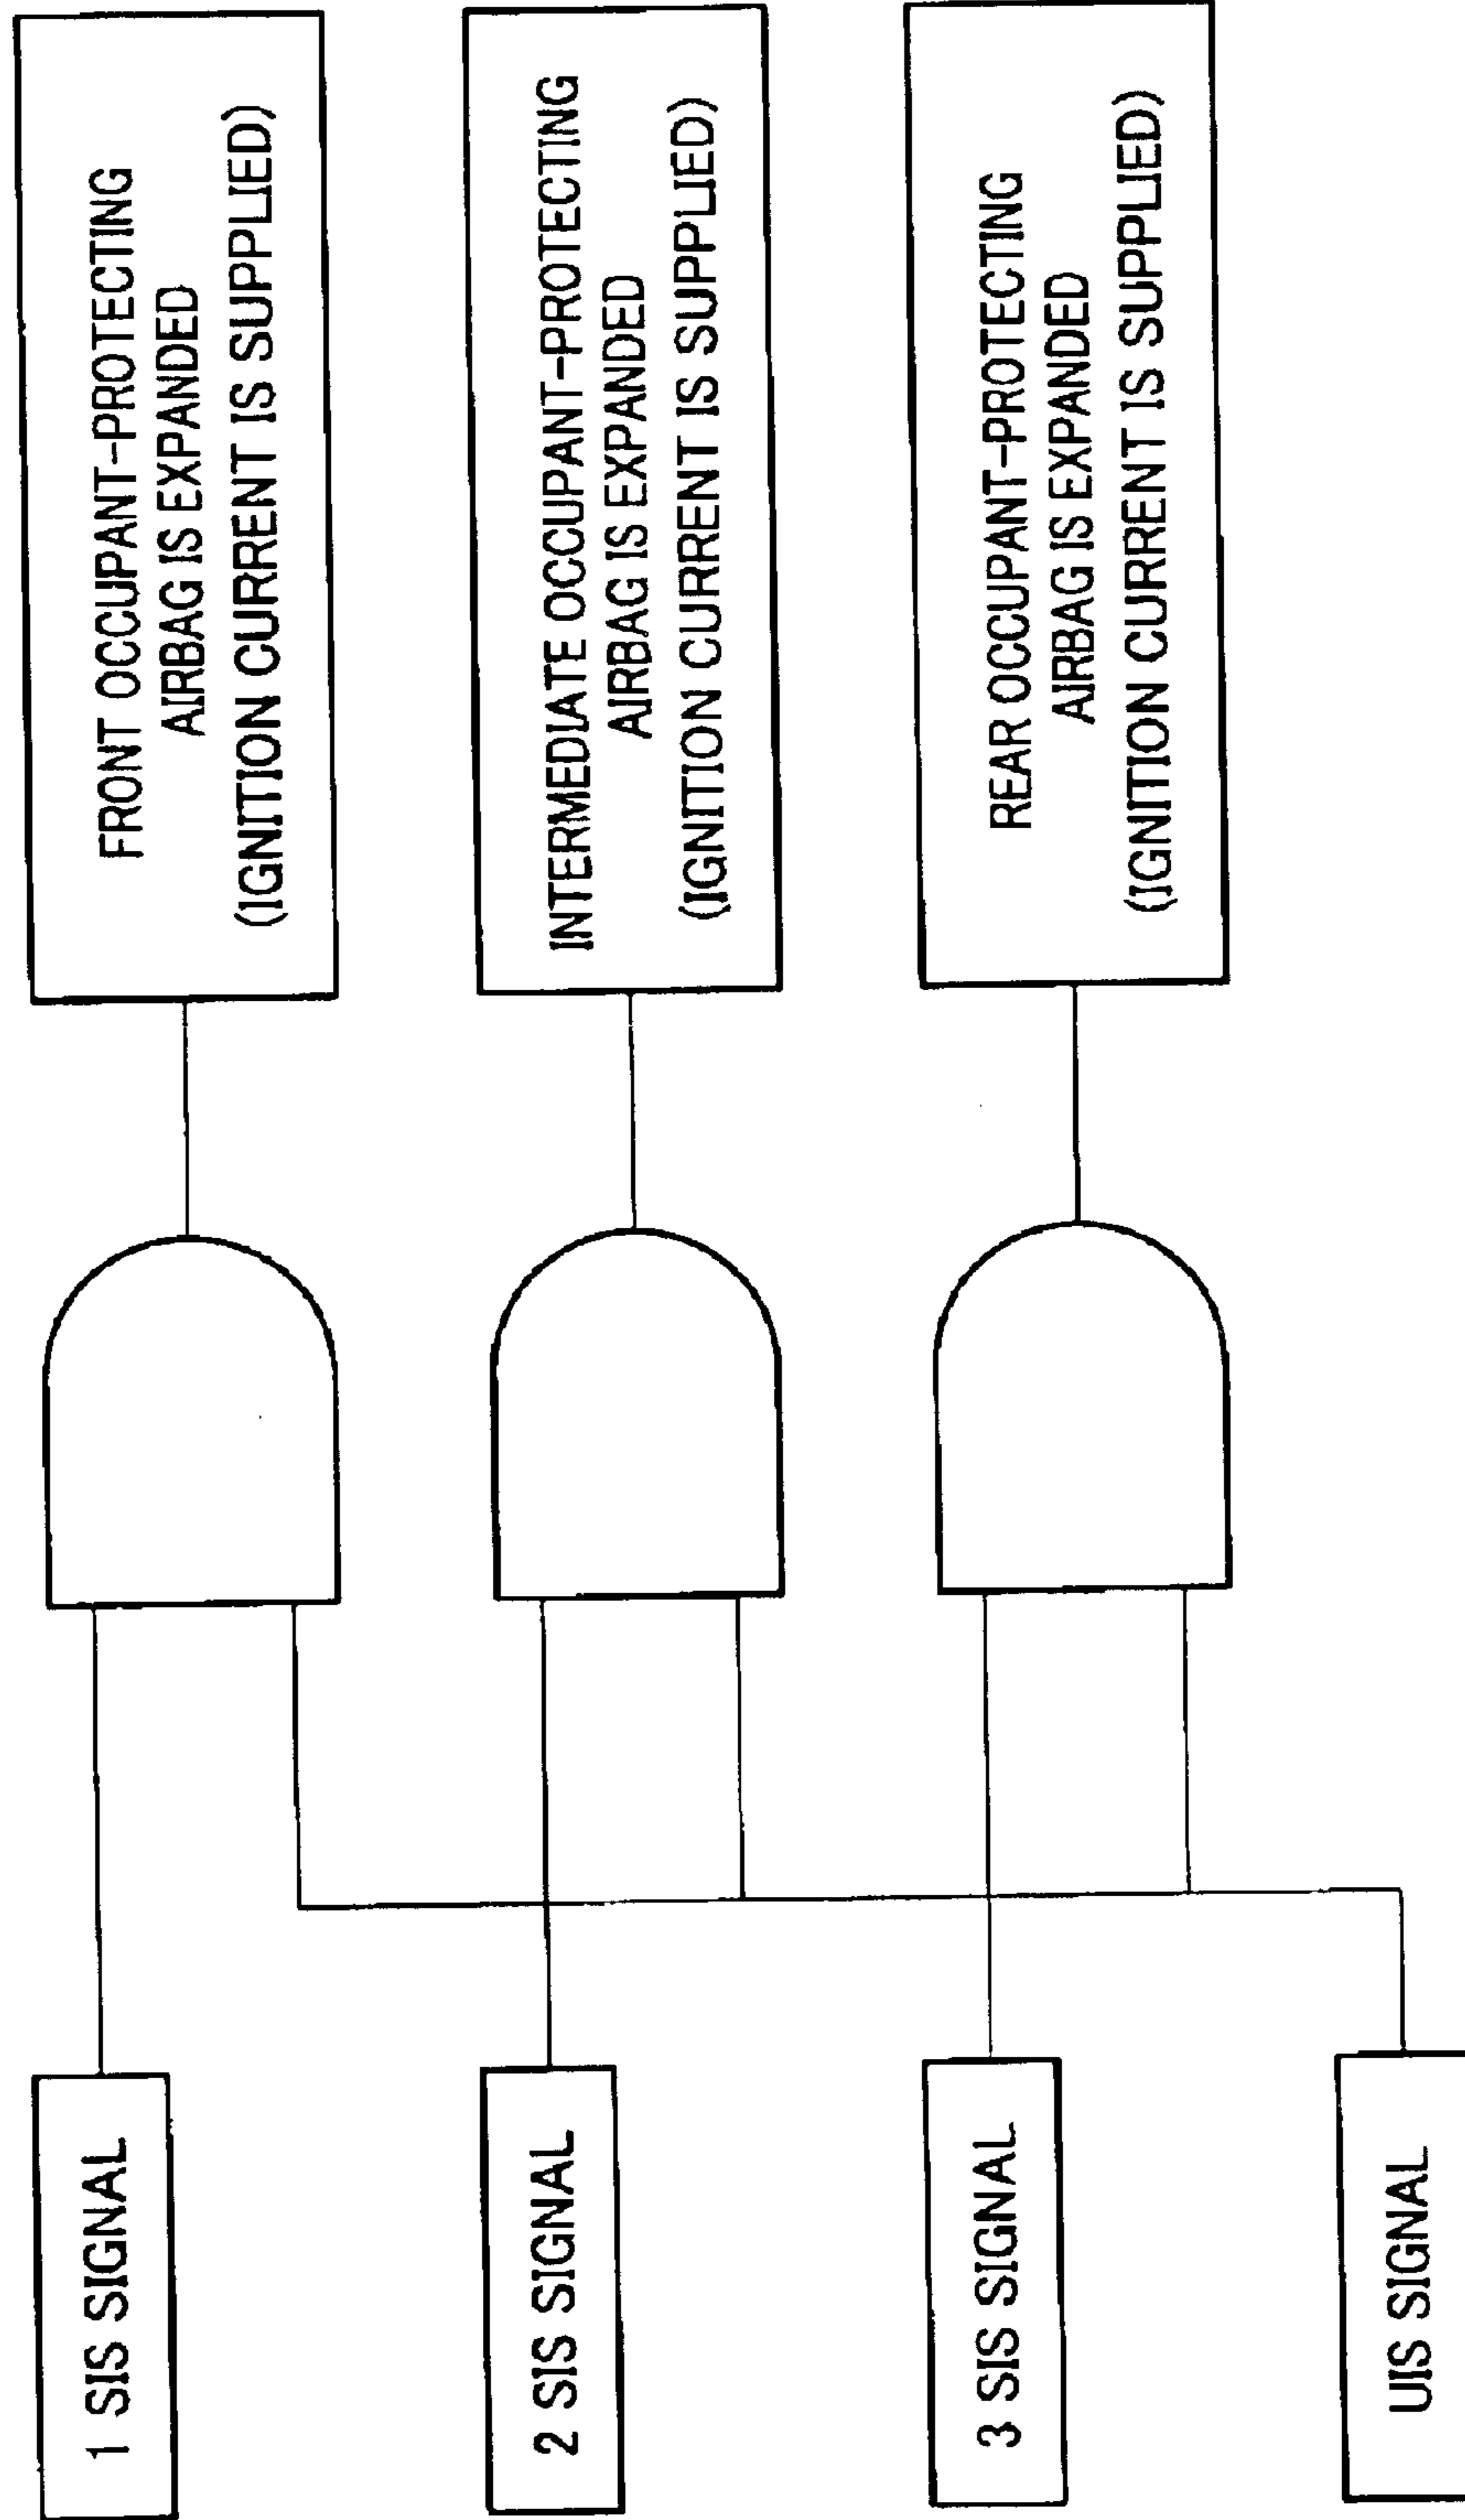 1 SIS SIGNAL
FRONT OCCUPANT-PROTECTING
AIRBAG IS EXPANDED
(IGNITION CURRENT IS SUPPLIED)
2 SIS SIGNAL
INTERMEDIATE OCCUPANT-PROTECTING
AIRBAG IS EXPANDED
(IGNITION CURRENT IS SUPPLIED)
3 SIS SIGNAL
REAR OCCUPANT-PROTECTING
AIRBAG IS EXPANDED
(IGNITION CURRENT IS SUPPLIED)
UIS SIGNAL